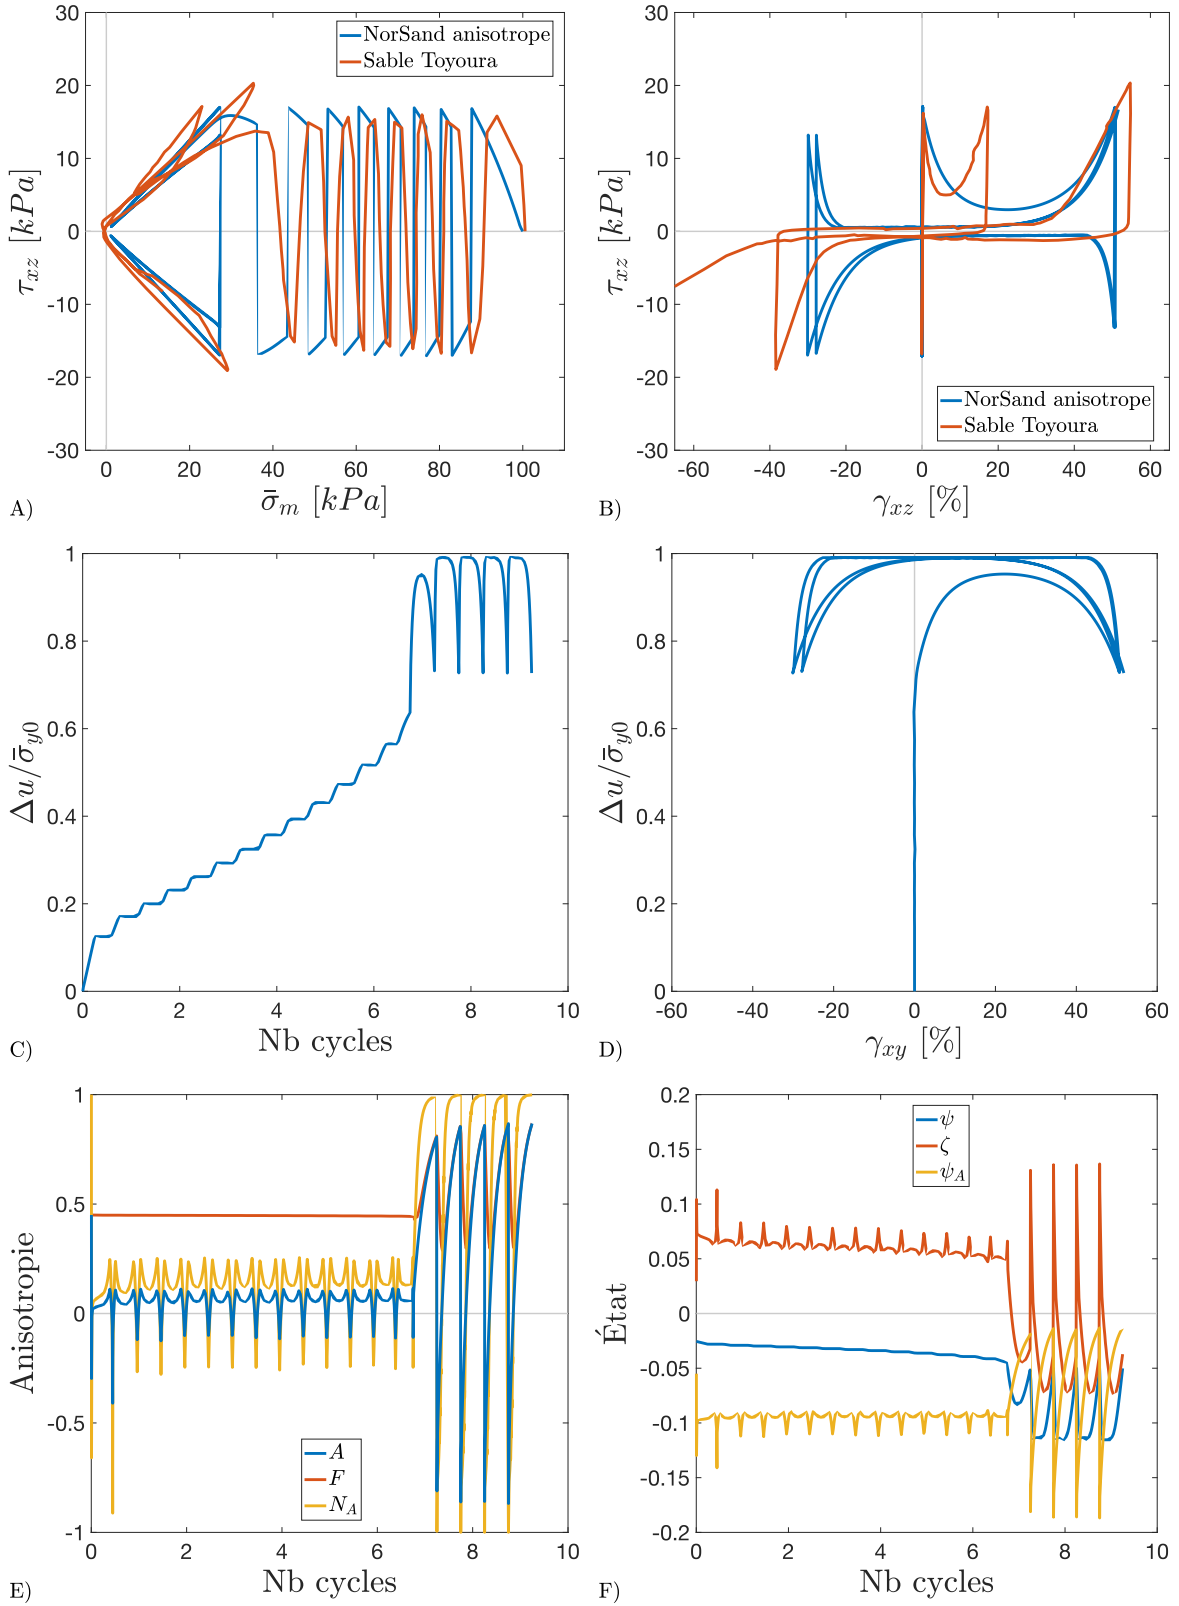 30
20
10
0
-10
-20
-30
τxz [kPa]
0 20 40 60 80 100
σ̄m [kPa]
NorSand anisotrope
Sable Toyoura
A)
30
20
10
0
-10
-20
-30
τxz [kPa]
-60 -40 -20 0 20 40 60
γxz [%]
NorSand anisotrope
Sable Toyoura
B)
1
0.8
0.6
0.4
0.2
0
Δu/σ̄y0
0 2 4 6 8 10
Nb cycles
C)
1
0.8
0.6
0.4
0.2
0
Δu/σ̄y0
-60 -40 -20 0 20 40 60
γxy [%]
D)
1
0.5
0
-0.5
-1
Anisotropie
0 2 4 6 8 10
Nb cycles
A
F
NA
E)
0.2
0.15
0.1
0.05
0
-0.05
-0.1
-0.15
-0.2
État
0 2 4 6 8 10
Nb cycles
ψ
ζ
ψA
F)